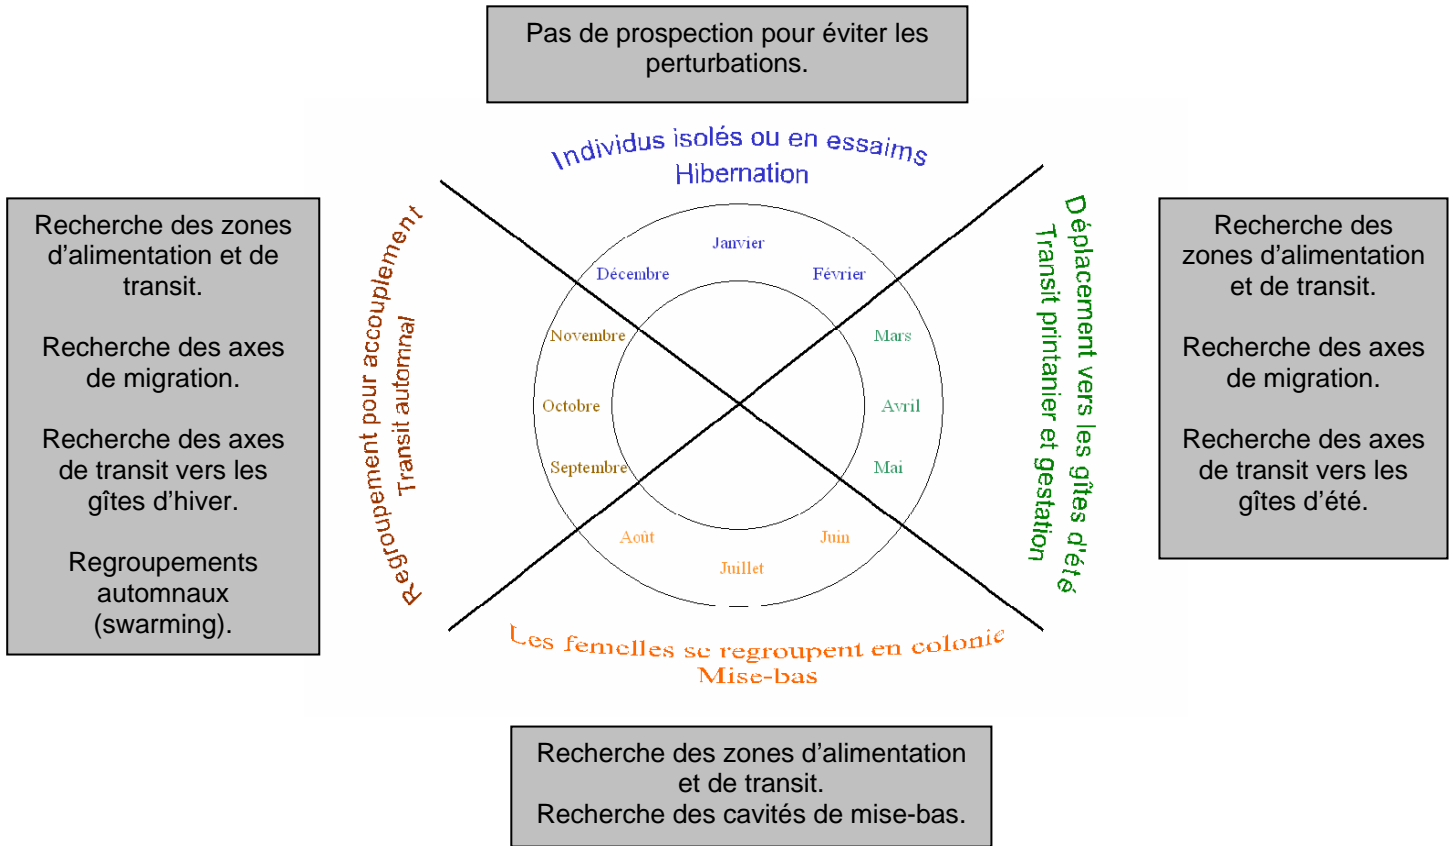 Pas de prospection pour éviter les
perturbations.
Individus isolés ou en essaims
Hibernation
Recherche des zones
d’alimentation et de
transit.
Recherche des axes
de migration.
Recherche des axes
de transit vers les
gîtes d’hiver.
Regroupements
automnaux
(swarming).
Regroupement pour accouplement
Transit automnal
Janvier
Décembre
Février
Novembre
Mars
Octobre
Avril
Septembre
Mai
Août
Juin
Juillet
Déplacement vers les gîtes d'été
Transit printanier et gestation
Recherche des
zones d’alimentation
et de transit.
Recherche des axes
de migration.
Recherche des axes
de transit vers les
gîtes d’été.
Les femelles se regroupent en colonie
Mise-bas
Recherche des zones d’alimentation
et de transit.
Recherche des cavités de mise-bas.